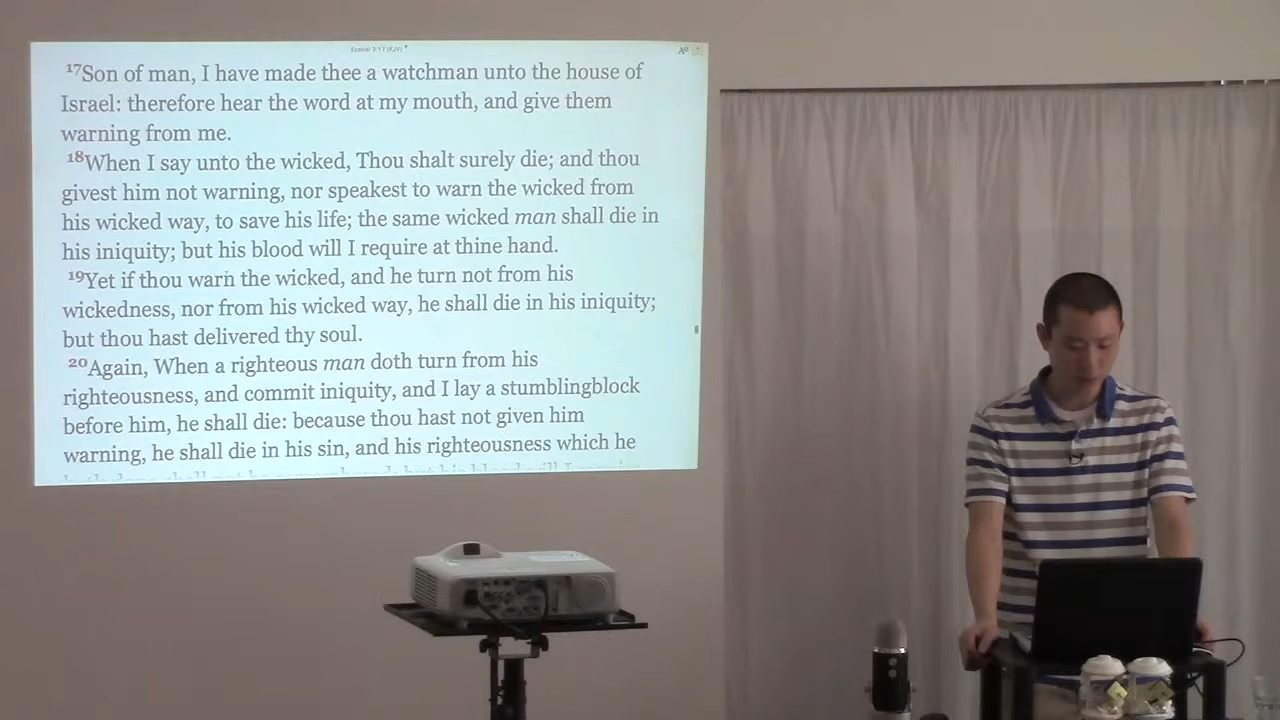 Ezekiel 3:17 (KJV)
17Son of man, I have made thee a watchman unto the house of
Israel: therefore hear the word at my mouth, and give them
warning from me.
18When I say unto the wicked, Thou shalt surely die; and thou
givest him not warning, nor speakest to warn the wicked from
his wicked way, to save his life; the same wicked man shall die in
his iniquity; but his blood will I require at thine hand.
19Yet if thou warn the wicked, and he turn not from his
wickedness, nor from his wicked way, he shall die in his iniquity;
but thou hast delivered thy soul.
20Again, When a righteous man doth turn from his
righteousness, and commit iniquity, and I lay a stumblingblock
before him, he shall die: because thou hast not given him
warning, he shall die in his sin, and his righteousness which he